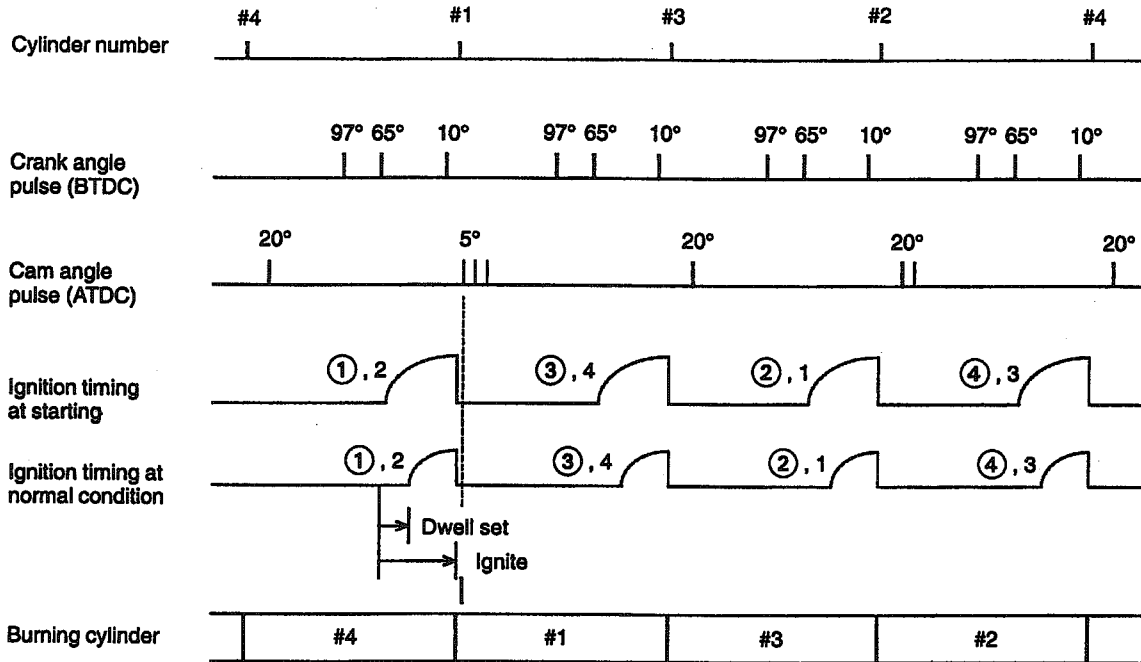 #4 #1 #3 #2 #4
Cylinder number
97° 65° 10° 97° 65° 10° 97° 65° 10° 97° 65° 10°
Crank angle
pulse (BTDC)
20° 5° 20° 20° 20°
Cam angle
pulse (ATDC)
① , 2 ③ , 4 ② , 1 ④ , 3
Ignition timing
at starting
① , 2 ③ , 4 ② , 1 ④ , 3
Ignition timing at
normal condition
Dwell set
Ignite
Burning cylinder #4 #1 #3 #2